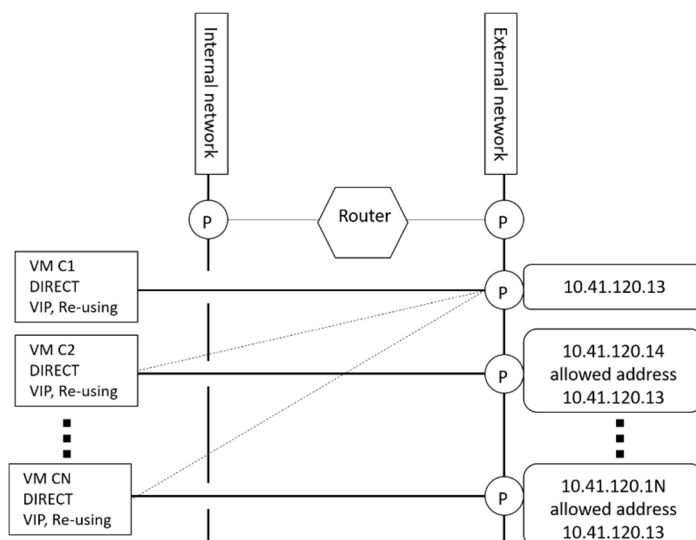 Internal network
External network
P
Router
P
VM C1
DIRECT
VIP, Re-using
P
10.41.120.13
VM C2
DIRECT
VIP, Re-using
P
10.41.120.14
allowed address
10.41.120.13
VM CN
DIRECT
VIP, Re-using
P
10.41.120.1N
allowed address
10.41.120.13